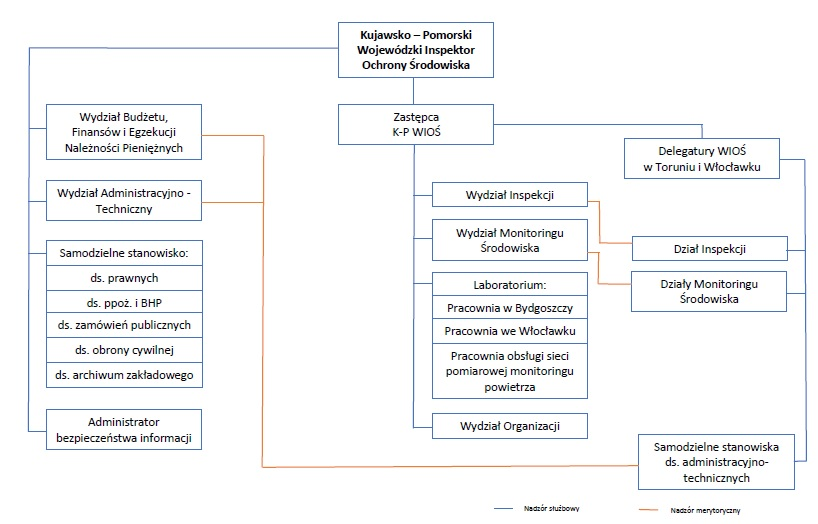 Kujawsko – Pomorski
Wojewódzki Inspektor
Ochrony Środowiska
Wydział Budżetu,
Finansów i Egzekucji
Należności Pieniężnych
Zastępca
K-P WIOŚ
Delegatury WIOŚ
w Toruniu i Włocławku
Wydział Administracyjno -
Techniczny
Wydział Inspekcji
Wydział Monitoringu
Środowiska
Dział Inspekcji
Samodzielne stanowisko:
ds. prawnych
ds. ppoż. i BHP
ds. zamówień publicznych
ds. obrony cywilnej
ds. archiwum zakładowego
Działy Monitoringu
Środowiska
Laboratorium:
Pracownia w Bydgoszczy
Pracownia we Włocławku
Pracownia obsługi sieci
pomiarowej monitoringu
powietrza
Administrator
bezpieczeństwa informacji
Wydział Organizacji
Samodzielne stanowiska
ds. administracyjno-
technicznych
Nadzór służbowy
Nadzór merytoryczny